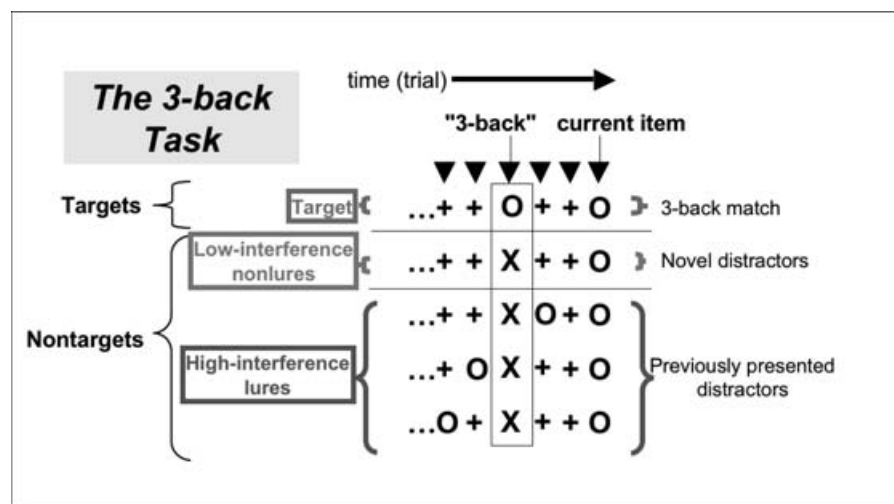 The 3-back
Task
time (trial)
"3-back" current item
Targets Target ...+ + O + + O 3-back match
Low-interference
nonlures ...+ + X + + O Novel distractors
Nontargets
...+ + X O + O
High-interference
lures ...+ O X + + O Previously presented
distractors
...O + X + + O